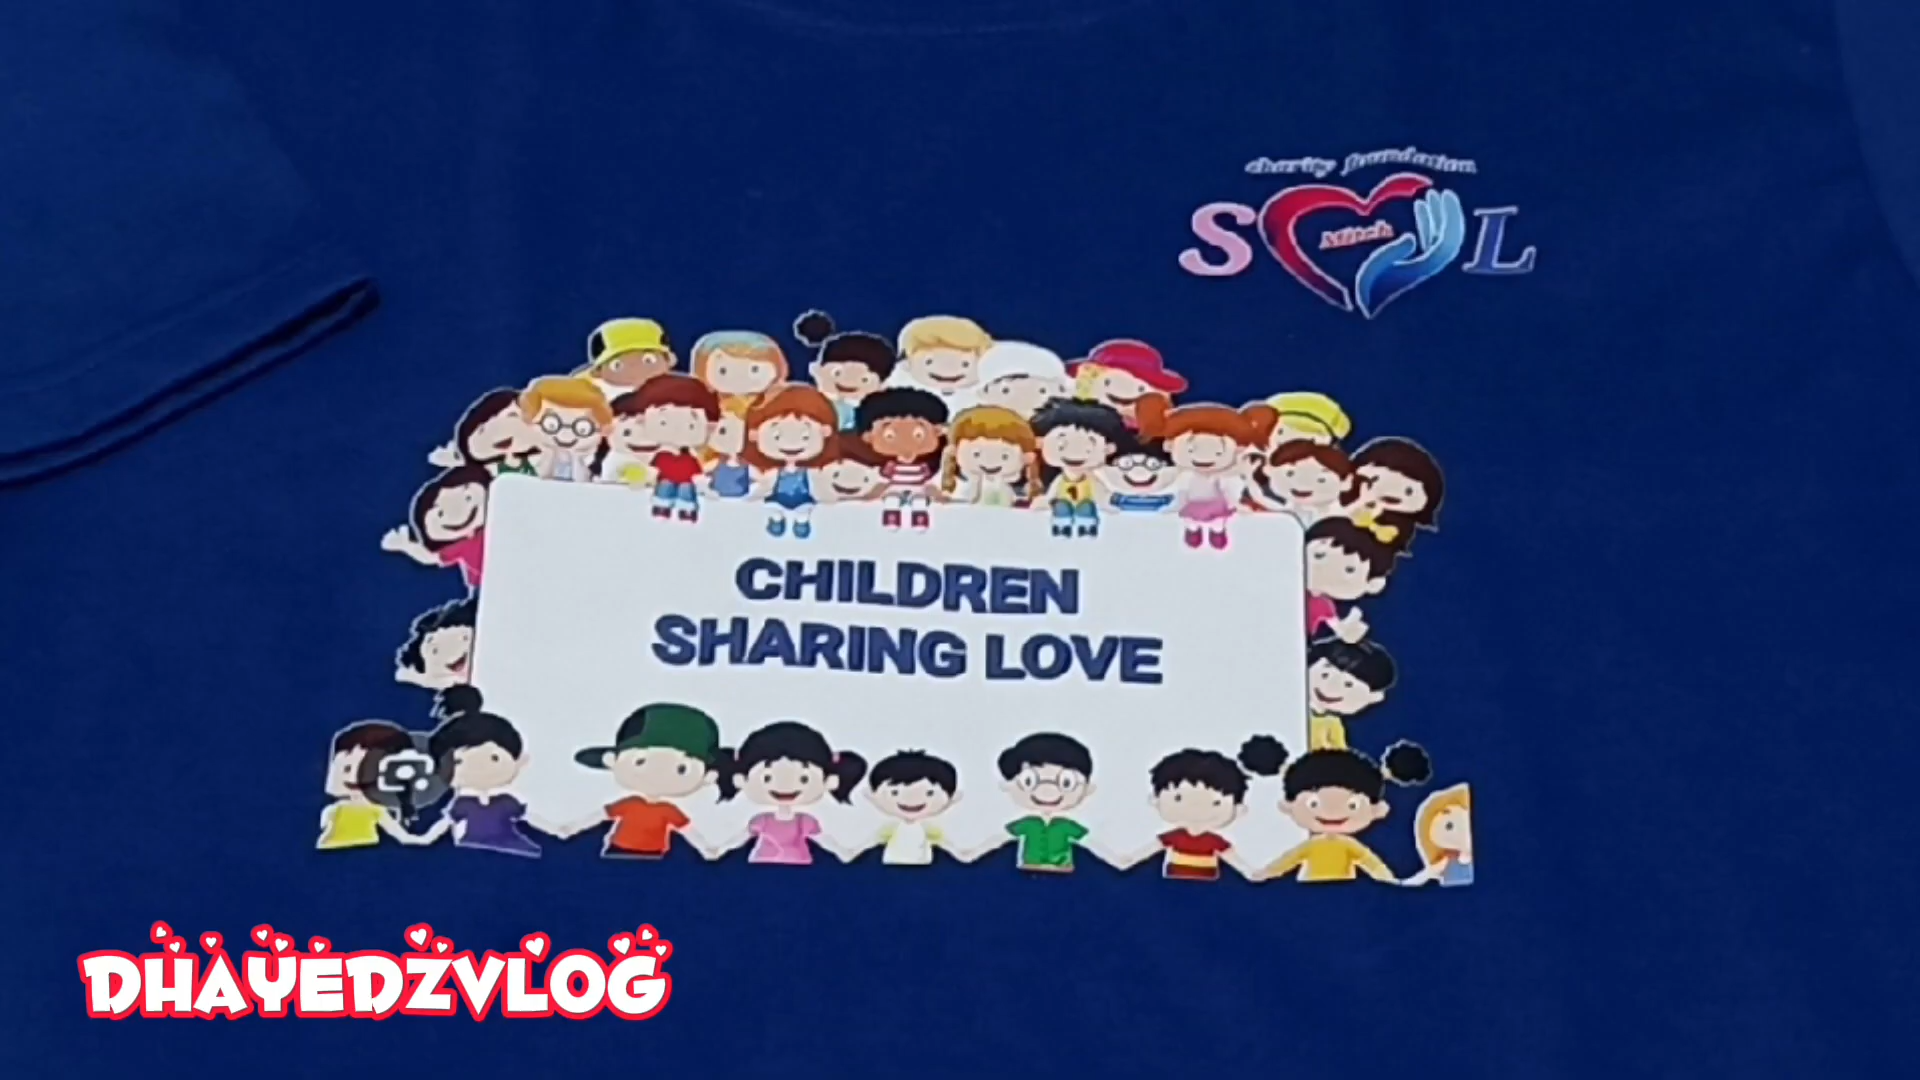 charity foundation
S Mitch L
CHILDREN
SHARING LOVE
DHAYEDZVLOG